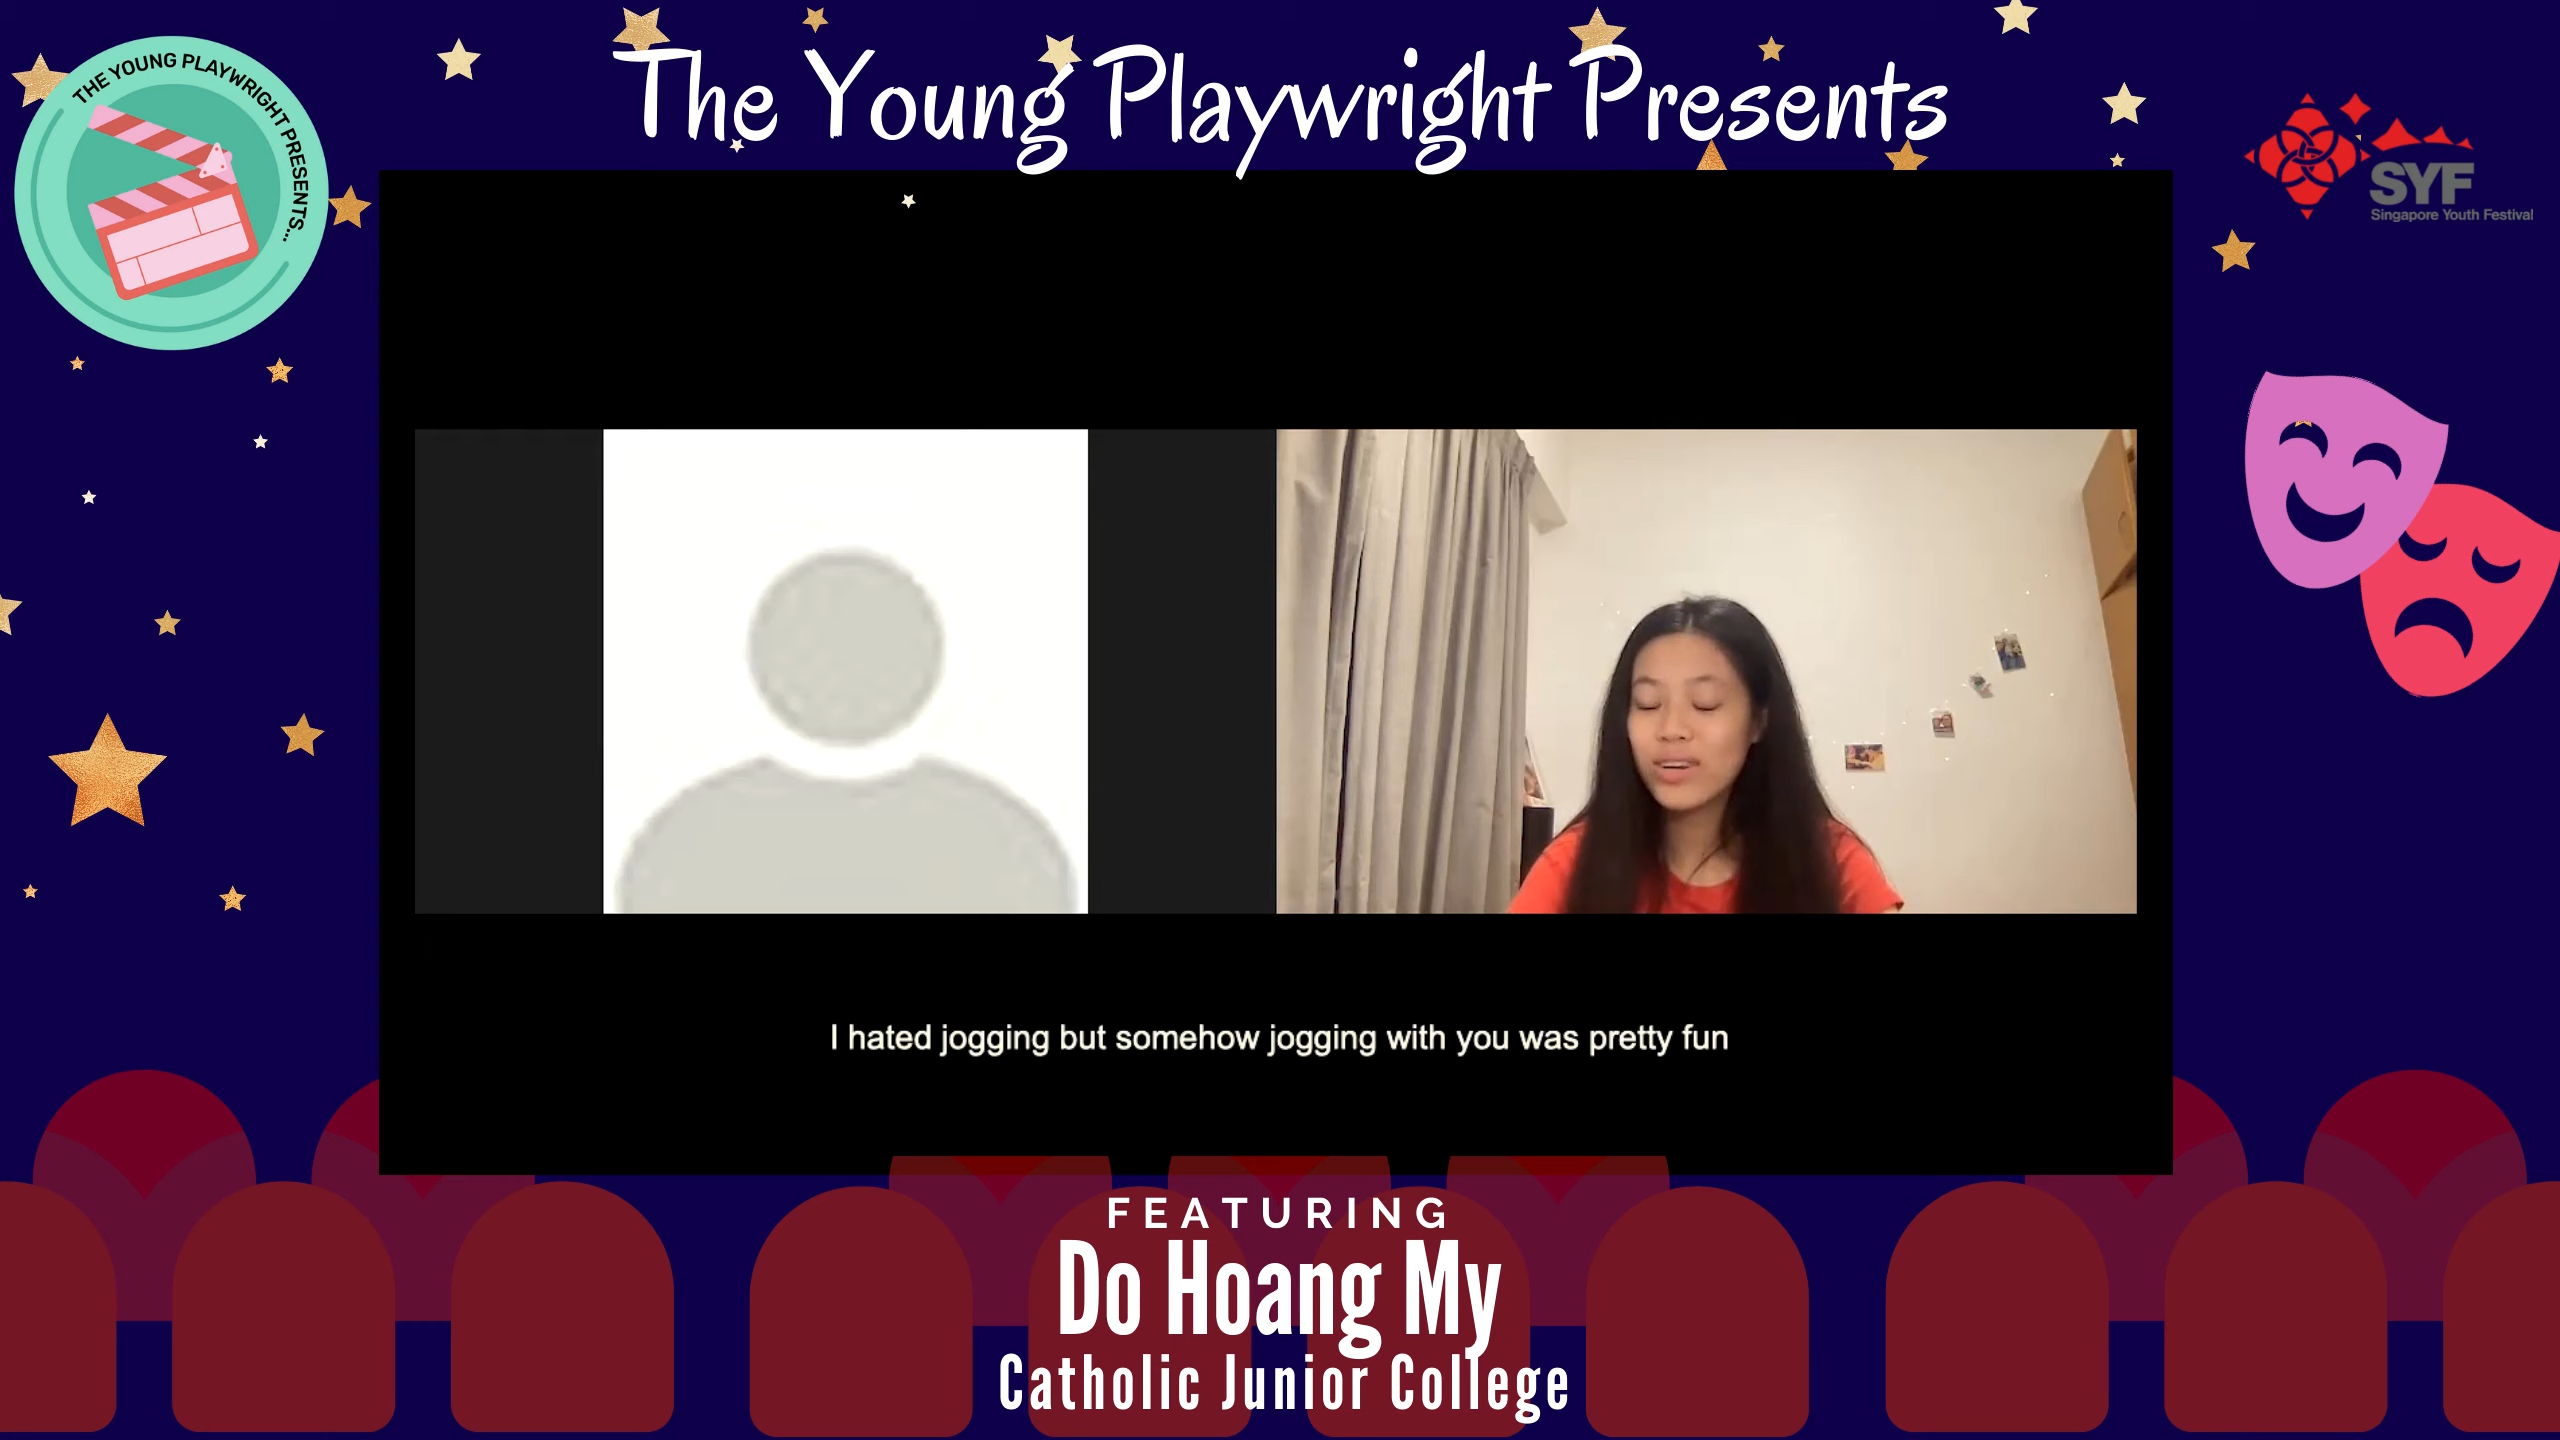 The Young Playwright Presents
THE YOUNG PLAYWRIGHT PRESENTS...
SYF
Singapore Youth Festival
I hated jogging but somehow jogging with you was pretty fun
FEATURING
Do Hoang My
Catholic Junior College